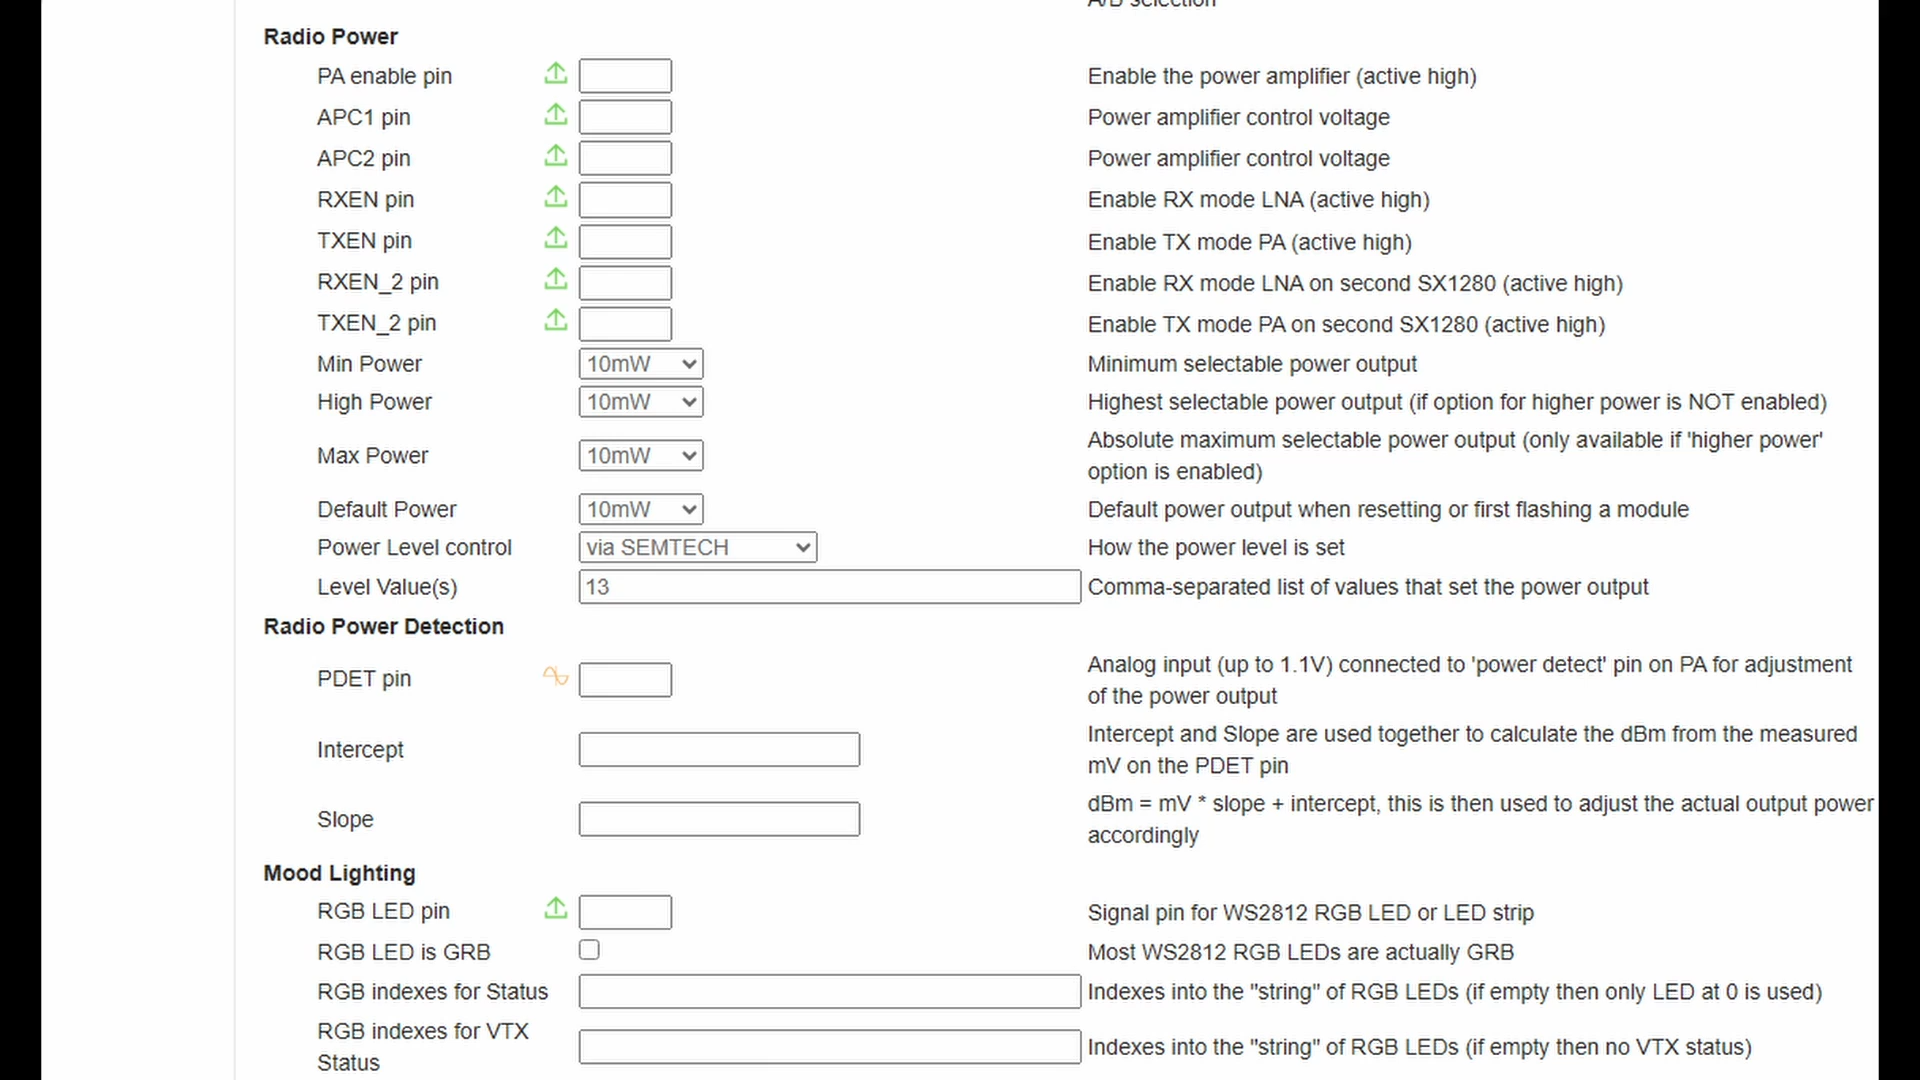 A/B selection
Radio Power
PA enable pin Enable the power amplifier (active high)
APC1 pin Power amplifier control voltage
APC2 pin Power amplifier control voltage
RXEN pin Enable RX mode LNA (active high)
TXEN pin Enable TX mode PA (active high)
RXEN_2 pin Enable RX mode LNA on second SX1280 (active high)
TXEN_2 pin Enable TX mode PA on second SX1280 (active high)
Min Power 10mW Minimum selectable power output
High Power 10mW Highest selectable power output (if option for higher power is NOT enabled)
Max Power 10mW Absolute maximum selectable power output (only available if 'higher power'
option is enabled)
Default Power 10mW Default power output when resetting or first flashing a module
Power Level control via SEMTECH How the power level is set
Level Value(s) 13 Comma-separated list of values that set the power output
Radio Power Detection
PDET pin Analog input (up to 1.1V) connected to 'power detect' pin on PA for adjustment
of the power output
Intercept Intercept and Slope are used together to calculate the dBm from the measured
mV on the PDET pin
Slope dBm = mV * slope + intercept, this is then used to adjust the actual output power
accordingly
Mood Lighting
RGB LED pin Signal pin for WS2812 RGB LED or LED strip
RGB LED is GRB Most WS2812 RGB LEDs are actually GRB
RGB indexes for Status Indexes into the "string" of RGB LEDs (if empty then only LED at 0 is used)
RGB indexes for VTX
Status Indexes into the "string" of RGB LEDs (if empty then no VTX status)